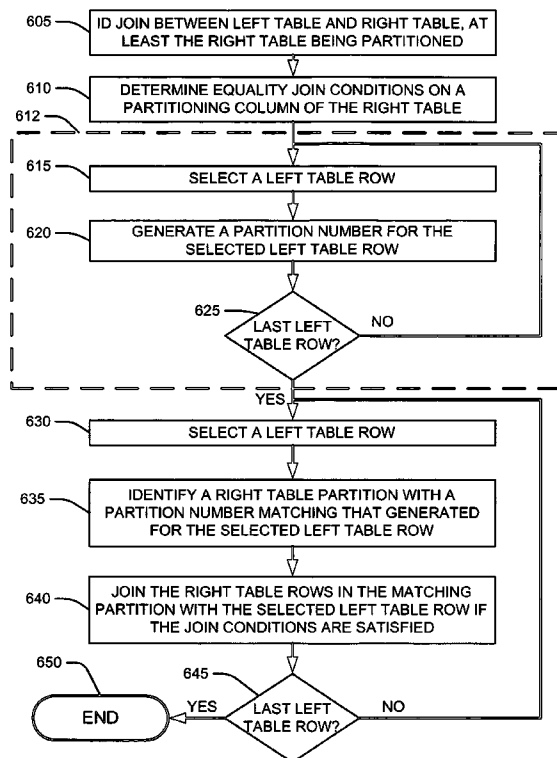 605
ID JOIN BETWEEN LEFT TABLE AND RIGHT TABLE, AT
LEAST THE RIGHT TABLE BEING PARTITIONED
610
DETERMINE EQUALITY JOIN CONDITIONS ON A
PARTITIONING COLUMN OF THE RIGHT TABLE
612
615
SELECT A LEFT TABLE ROW
620
GENERATE A PARTITION NUMBER FOR THE
SELECTED LEFT TABLE ROW
625
LAST LEFT
TABLE ROW?
NO
YES
630
SELECT A LEFT TABLE ROW
635
IDENTIFY A RIGHT TABLE PARTITION WITH A
PARTITION NUMBER MATCHING THAT GENERATED
FOR THE SELECTED LEFT TABLE ROW
640
JOIN THE RIGHT TABLE ROWS IN THE MATCHING
PARTITION WITH THE SELECTED LEFT TABLE ROW IF
THE JOIN CONDITIONS ARE SATISFIED
650
645
END
YES
LAST LEFT
TABLE ROW?
NO